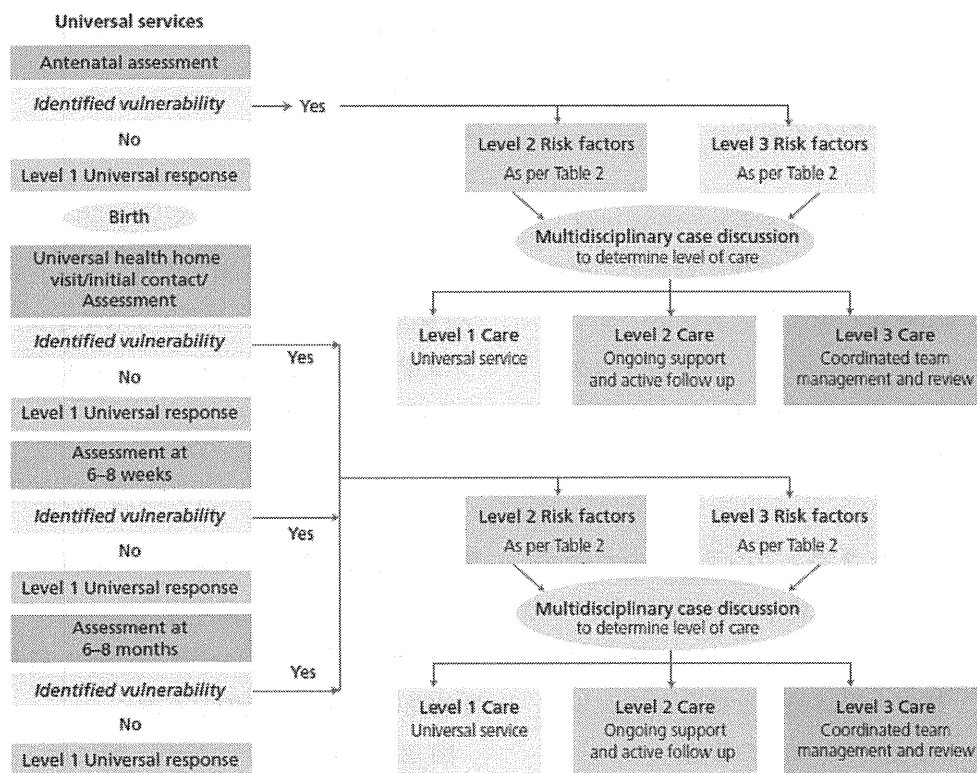 Universal services
Antenatal assessment
Identified vulnerability
Yes
No
Level 1 Universal response
Birth
Universal health home
visit/initial contact/
Assessment
Identified vulnerability
Yes
No
Level 1 Universal response
Assessment at
6–8 weeks
Identified vulnerability
Yes
No
Level 1 Universal response
Assessment at
6–8 months
Identified vulnerability
Yes
No
Level 1 Universal response
Level 2 Risk factors
As per Table 2
Level 3 Risk factors
As per Table 2
Multidisciplinary case discussion
to determine level of care
Level 1 Care
Universal service
Level 2 Care
Ongoing support
and active follow up
Level 3 Care
Coordinated team
management and review
Level 2 Risk factors
As per Table 2
Level 3 Risk factors
As per Table 2
Multidisciplinary case discussion
to determine level of care
Level 1 Care
Universal service
Level 2 Care
Ongoing support
and active follow up
Level 3 Care
Coordinated team
management and review